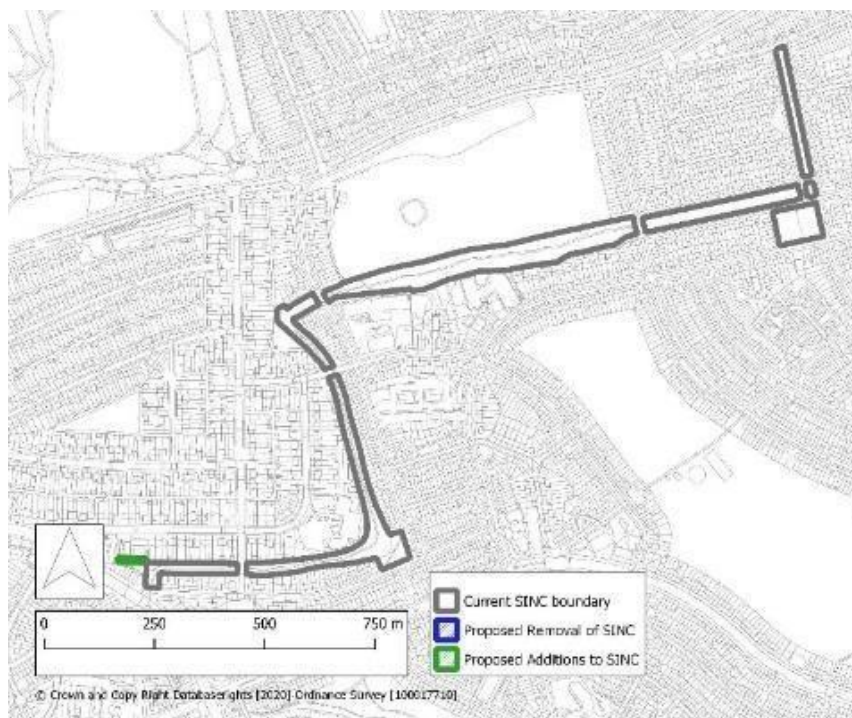 Current SINC boundary
Proposed Removal of SINC
Proposed Additions to SINC
0 250 500 750 m
© Crown and Copy Right Databaserights [2020] Ordnance Survey [100017710]